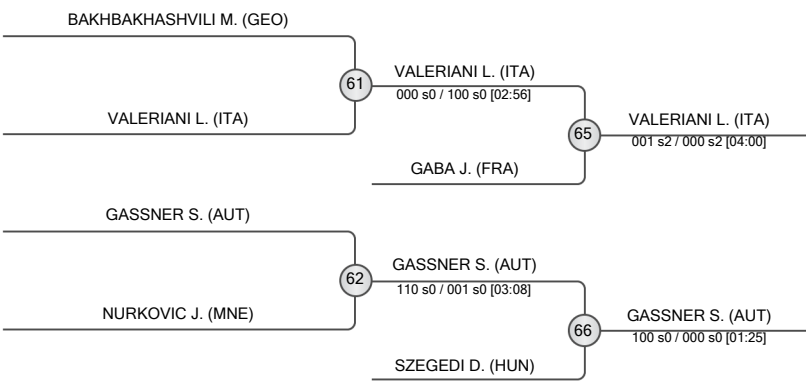 BAKHBAKHASHVILI M. (GEO)
61
VALERIANI L. (ITA)
000 s0 / 100 s0 [02:56]
VALERIANI L. (ITA)
65
VALERIANI L. (ITA)
001 s2 / 000 s2 [04:00]
GABA J. (FRA)
GASSNER S. (AUT)
62
GASSNER S. (AUT)
110 s0 / 001 s0 [03:08]
NURKOVIC J. (MNE)
66
GASSNER S. (AUT)
100 s0 / 000 s0 [01:25]
SZEGEDI D. (HUN)